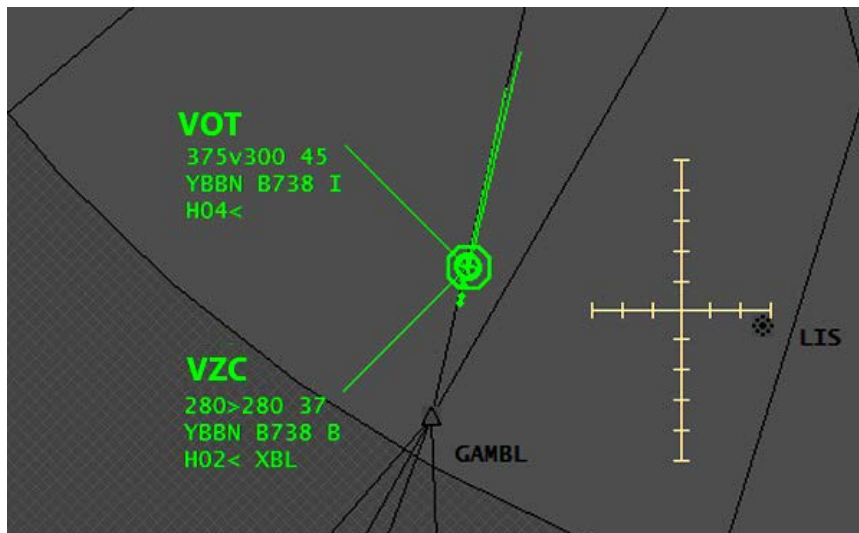 VOT
375v300 45
YBBN B738 I
H04<
LIS
VZC
280>280 37
YBBN B738 B
H02< XBL
GAMBL